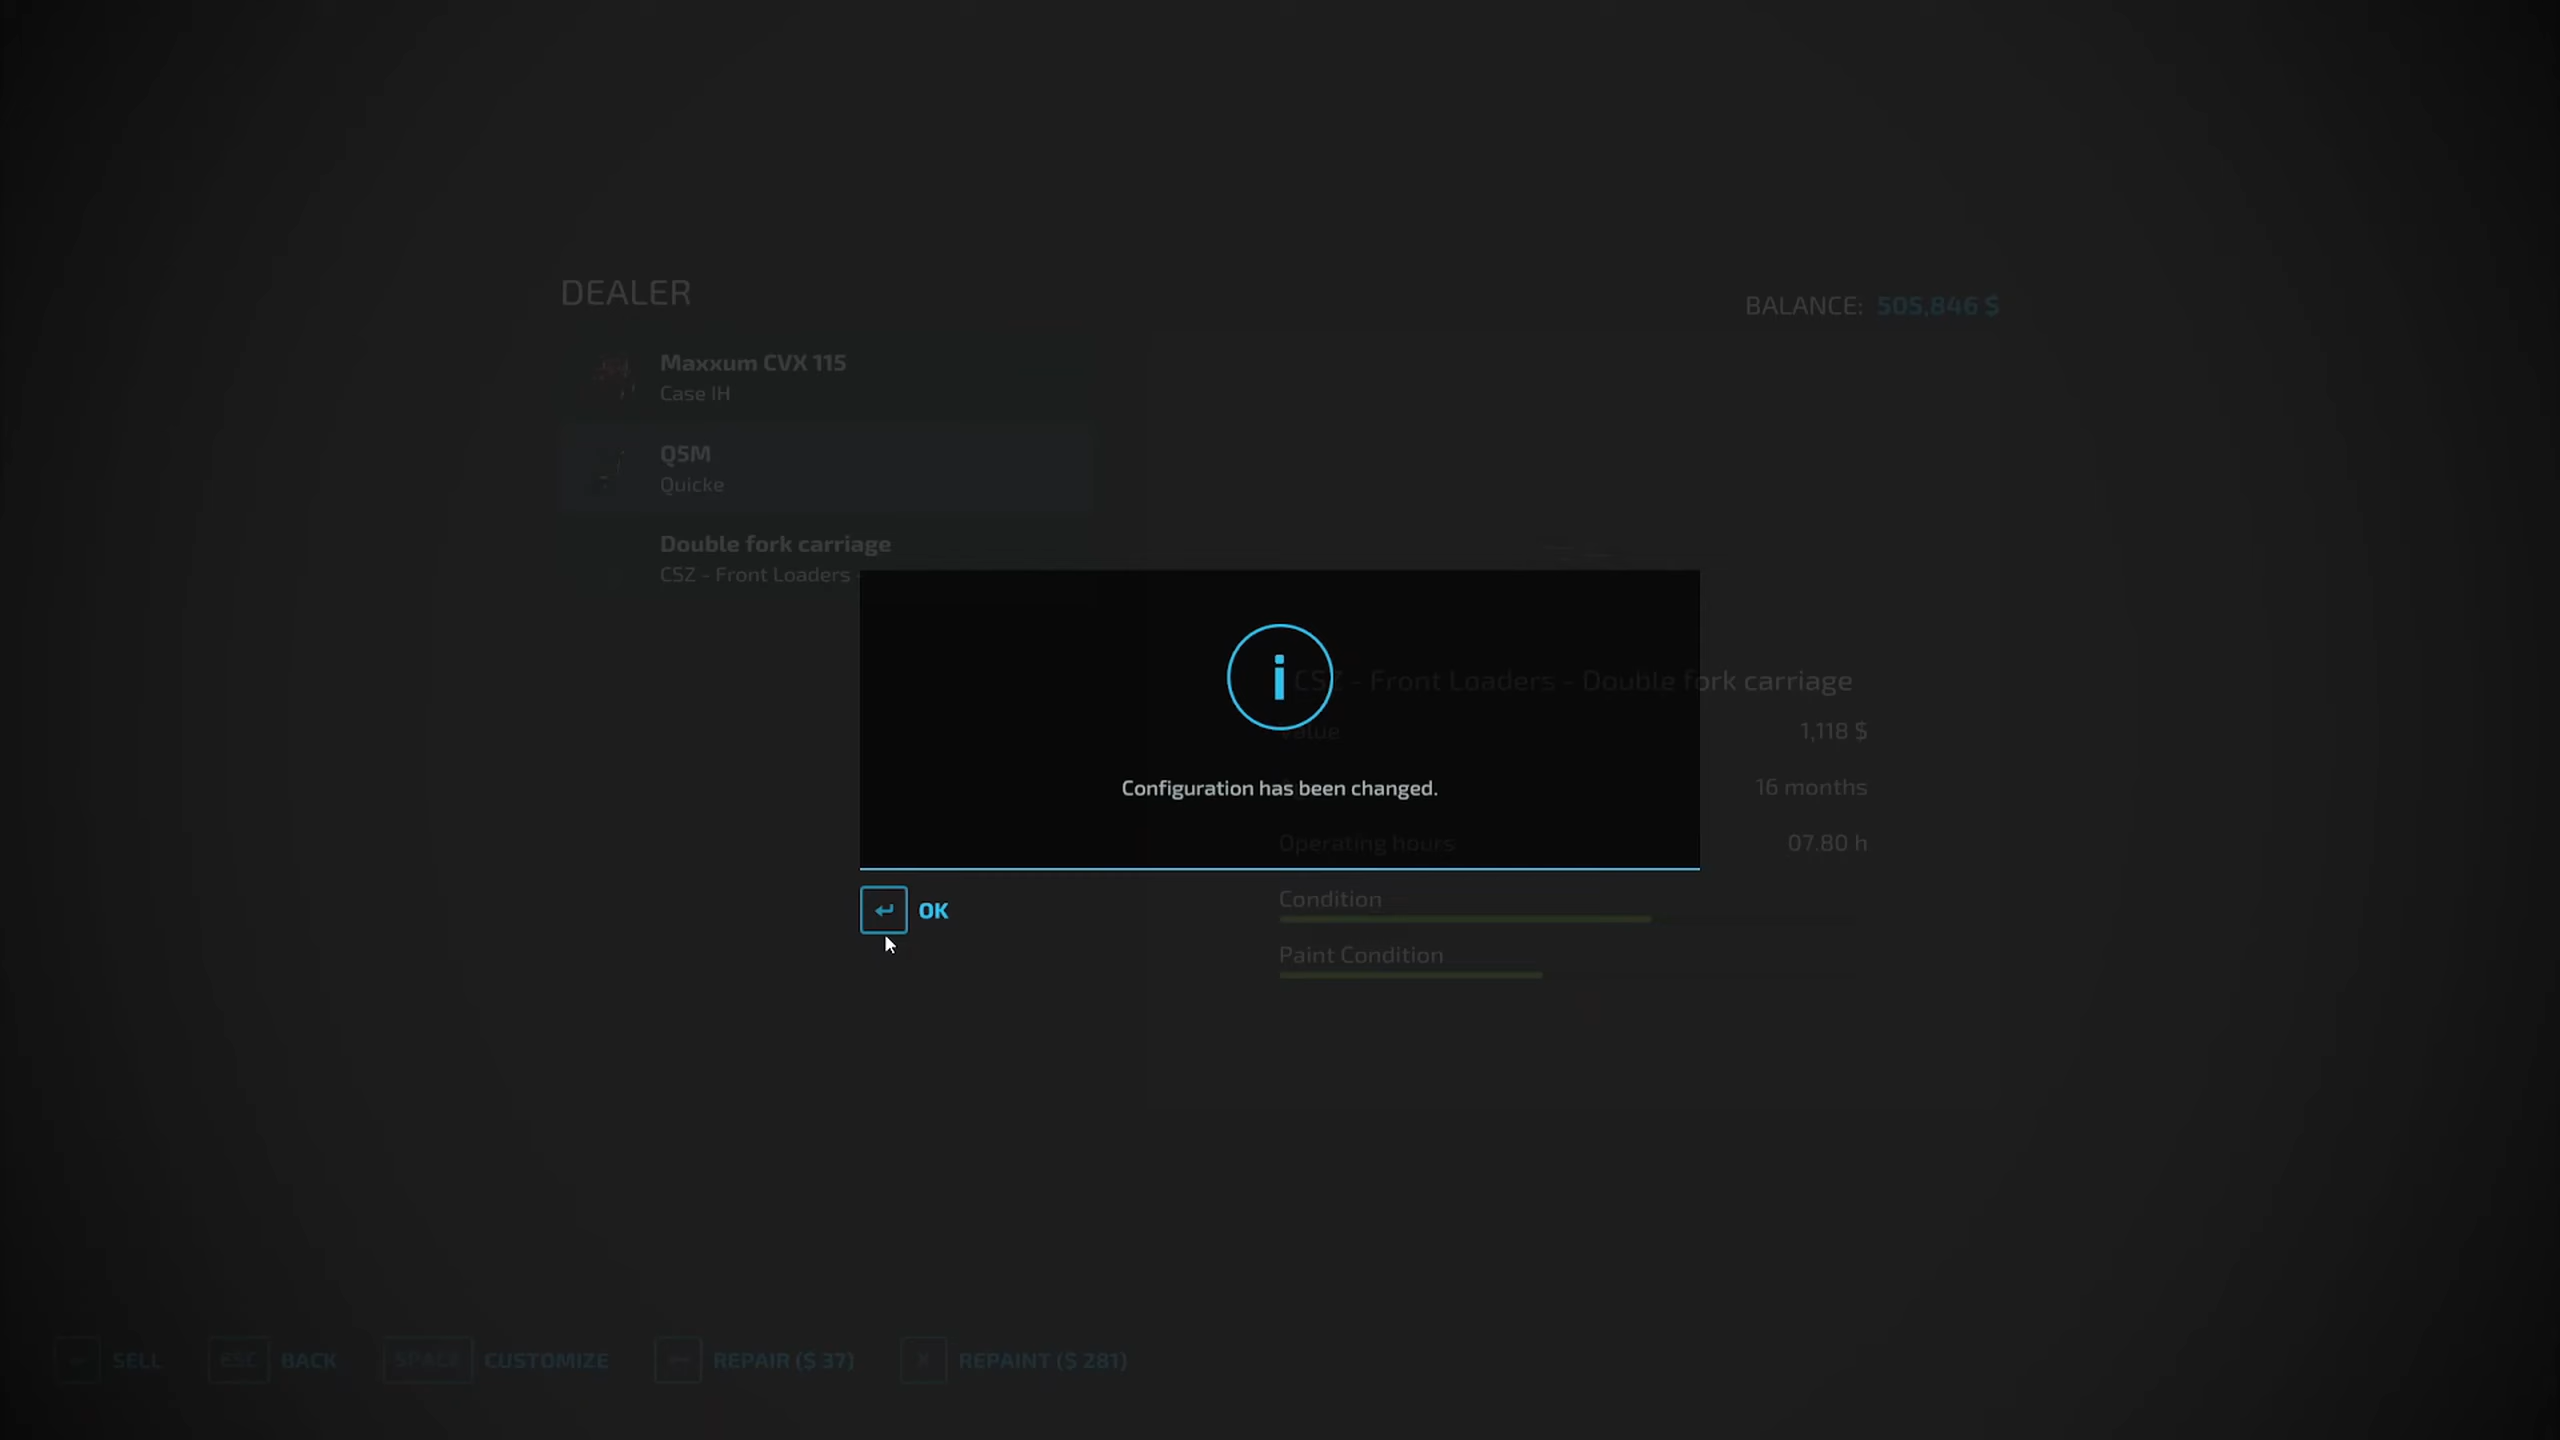 DEALER
BALANCE: 505,846 $
Maxxum CVX 115
Case IH
Q5M
Quicke
Double fork carriage
CSZ - Front Loaders -
CSZ - Front Loaders - Double fork carriage
Value
1,118 $
Configuration has been changed.
16 months
Operating hours
07.80 h
Condition
OK
Paint Condition
SELL
ESC BACK
SPACE CUSTOMIZE
REPAIR ($ 37)
X REPAINT ($ 281)